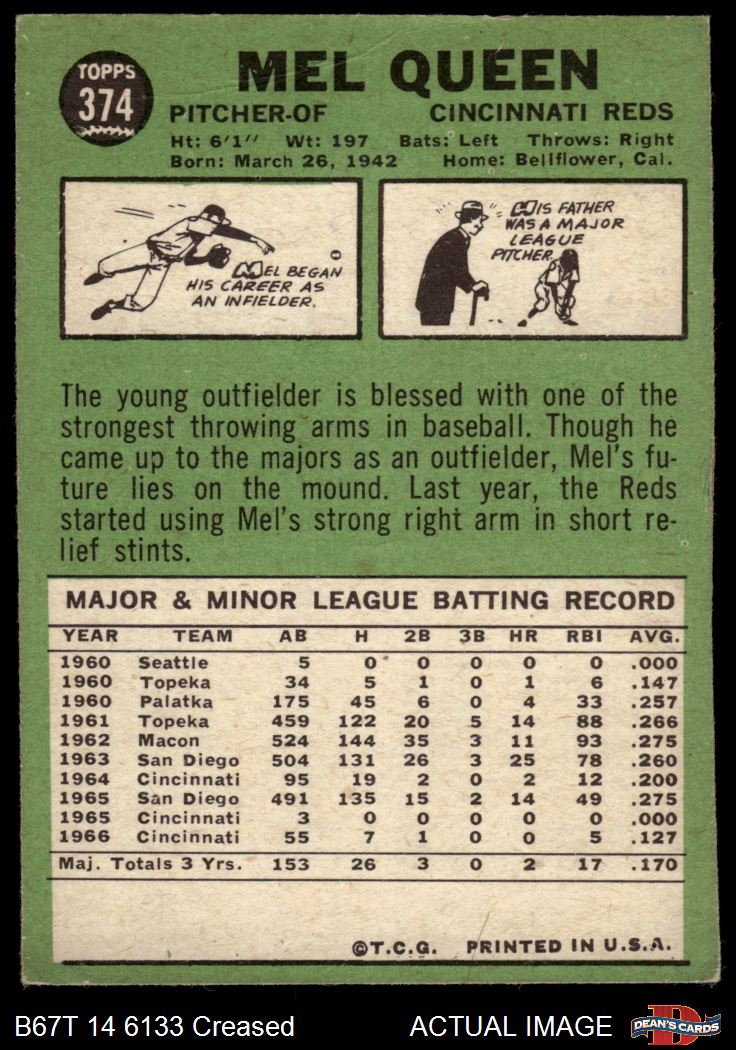 TOPPS
374
MEL QUEEN
PITCHER-OF CINCINNATI REDS
Ht: 6'1" Wt: 197 Bats: Left Throws: Right
Born: March 26, 1942 Home: Bellflower, Cal.
MEL BEGAN
HIS CAREER AS
AN INFIELDER.
HIS FATHER
WAS A MAJOR
LEAGUE
PITCHER
The young outfielder is blessed with one of the
strongest throwing arms in baseball. Though he
came up to the majors as an outfielder, Mel's fu-
ture lies on the mound. Last year, the Reds
started using Mel's strong right arm in short re-
lief stints.
MAJOR & MINOR LEAGUE BATTING RECORD
YEAR TEAM AB H 2B 3B HR RBI AVG.
1960 Seattle 5 0 0 0 0 0 .000
1960 Topeka 34 5 1 0 1 6 .147
1960 Palatka 175 45 6 0 4 33 .257
1961 Topeka 459 122 20 5 14 88 .266
1962 Macon 524 144 35 3 11 93 .275
1963 San Diego 504 131 26 3 25 78 .260
1964 Cincinnati 95 19 2 0 2 12 .200
1965 San Diego 491 135 15 2 14 49 .275
1965 Cincinnati 3 0 0 0 0 0 .000
1966 Cincinnati 55 7 1 0 0 5 .127
Maj. Totals 3 Yrs. 153 26 3 0 2 17 .170
©T.C.G. PRINTED IN U.S.A.
B67T 14 6133 Creased ACTUAL IMAGE DEAN'S CARDS